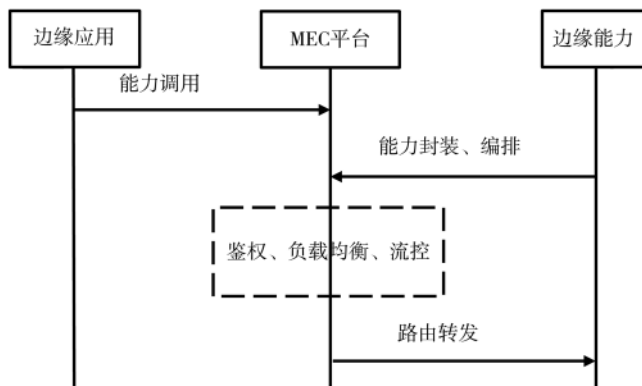 边缘应用
MEC平台
边缘能力
能力调用
能力封装、编排
鉴权、负载均衡、流控
路由转发